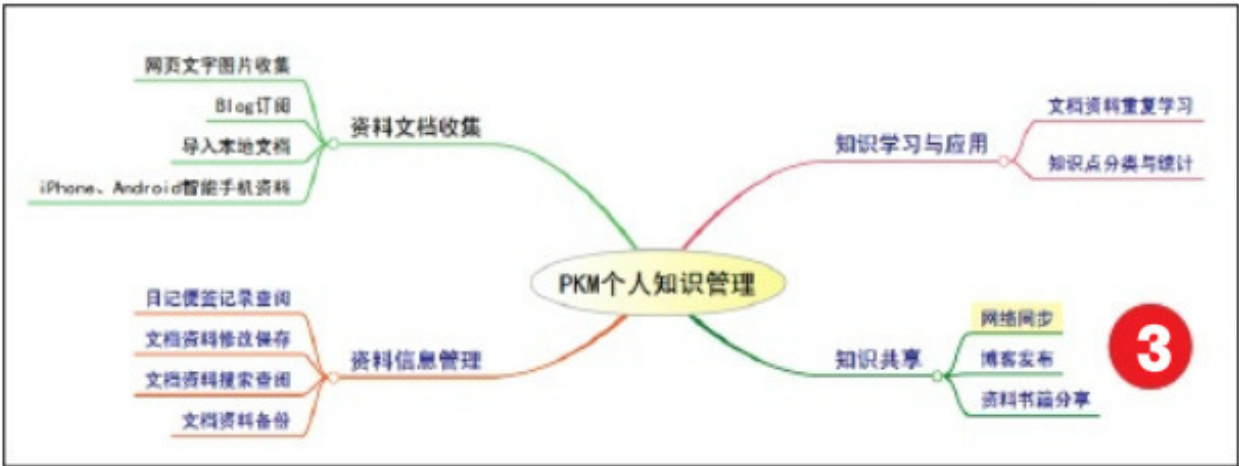 网页文字图片收集
Blog订阅
导入本地文档
iPhone、Android智能手机资料
资料文档收集
知识学习与应用
文档资料重复学习
知识点分类与统计
PKM个人知识管理
日记便签记录查阅
文档资料修改保存
文档资料搜索查阅
文档资料备份
资料信息管理
知识共享
网络同步
博客发布
资料书籍分享
3